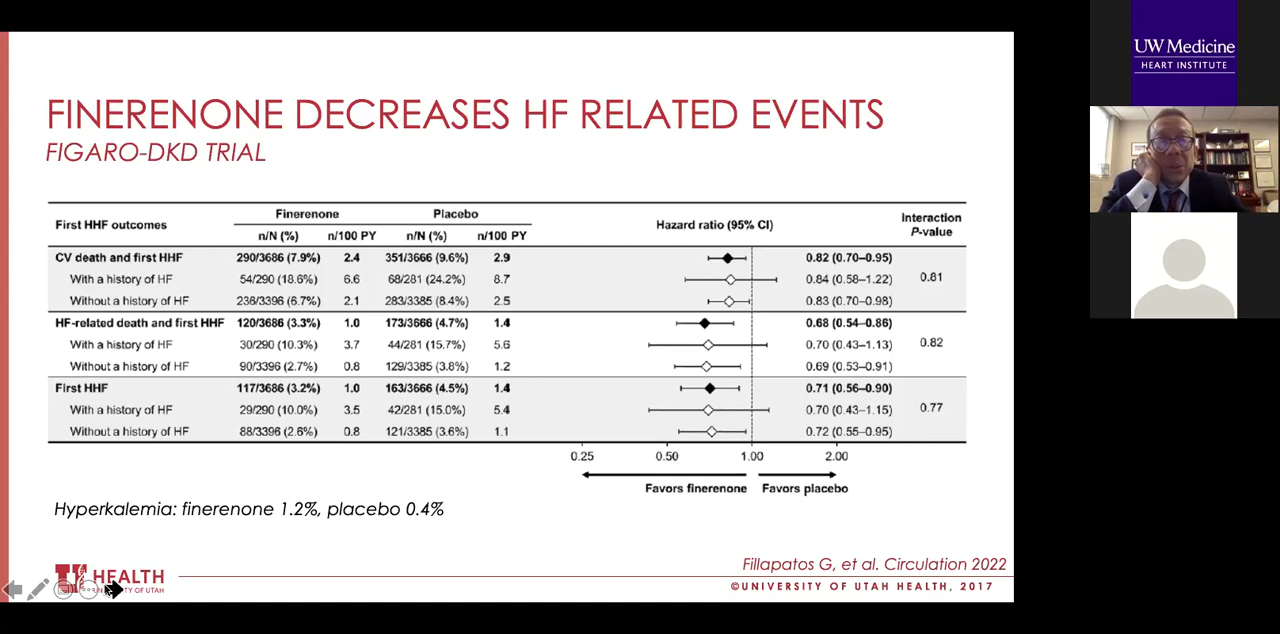 FINERENONE DECREASES HF RELATED EVENTS
FIGARO-DKD TRIAL
First HHF outcomes Finerenone Placebo Hazard ratio (95% CI) Interaction P-value
n/N (%) n/100 PY n/N (%) n/100 PY
CV death and first HHF 290/3686 (7.9%) 2.4 351/3666 (9.6%) 2.9 0.82 (0.70–0.95) 0.81
With a history of HF 54/290 (18.6%) 6.6 68/281 (24.2%) 8.7 0.84 (0.58–1.22)
Without a history of HF 236/3396 (6.7%) 2.1 283/3385 (8.4%) 2.5 0.83 (0.70–0.98)
HF-related death and first HHF 120/3686 (3.3%) 1.0 173/3666 (4.7%) 1.4 0.68 (0.54–0.86) 0.82
With a history of HF 30/290 (10.3%) 3.7 44/281 (15.7%) 5.6 0.70 (0.43–1.13)
Without a history of HF 90/3396 (2.7%) 0.8 129/3385 (3.8%) 1.2 0.69 (0.53–0.91)
First HHF 117/3686 (3.2%) 1.0 163/3666 (4.5%) 1.4 0.71 (0.56–0.90) 0.77
With a history of HF 29/290 (10.0%) 3.5 42/281 (15.0%) 5.4 0.70 (0.43–1.15)
Without a history of HF 88/3396 (2.6%) 0.8 121/3385 (3.6%) 1.1 0.72 (0.55–0.95)
0.25 0.50 1.00 2.00
Favors finerenone Favors placebo
Hyperkalemia: finerenone 1.2%, placebo 0.4%
Fillapatos G, et al. Circulation 2022
HEALTH
OF UTAH
©UNIVERSITY OF UTAH HEALTH, 2017
UW Medicine
HEART INSTITUTE